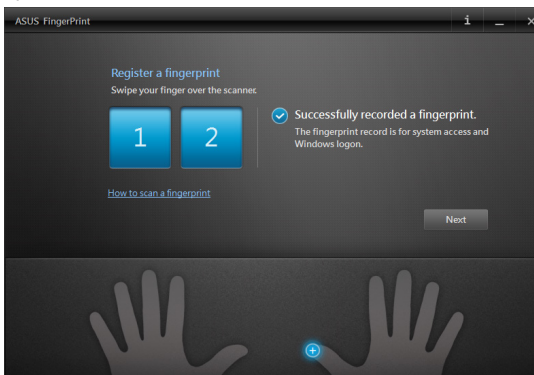 ASUS FingerPrint
Register a fingerprint
Swipe your finger over the scanner.
1 2
Successfully recorded a fingerprint.
The fingerprint record is for system access and
Windows logon.
How to scan a fingerprint
Next